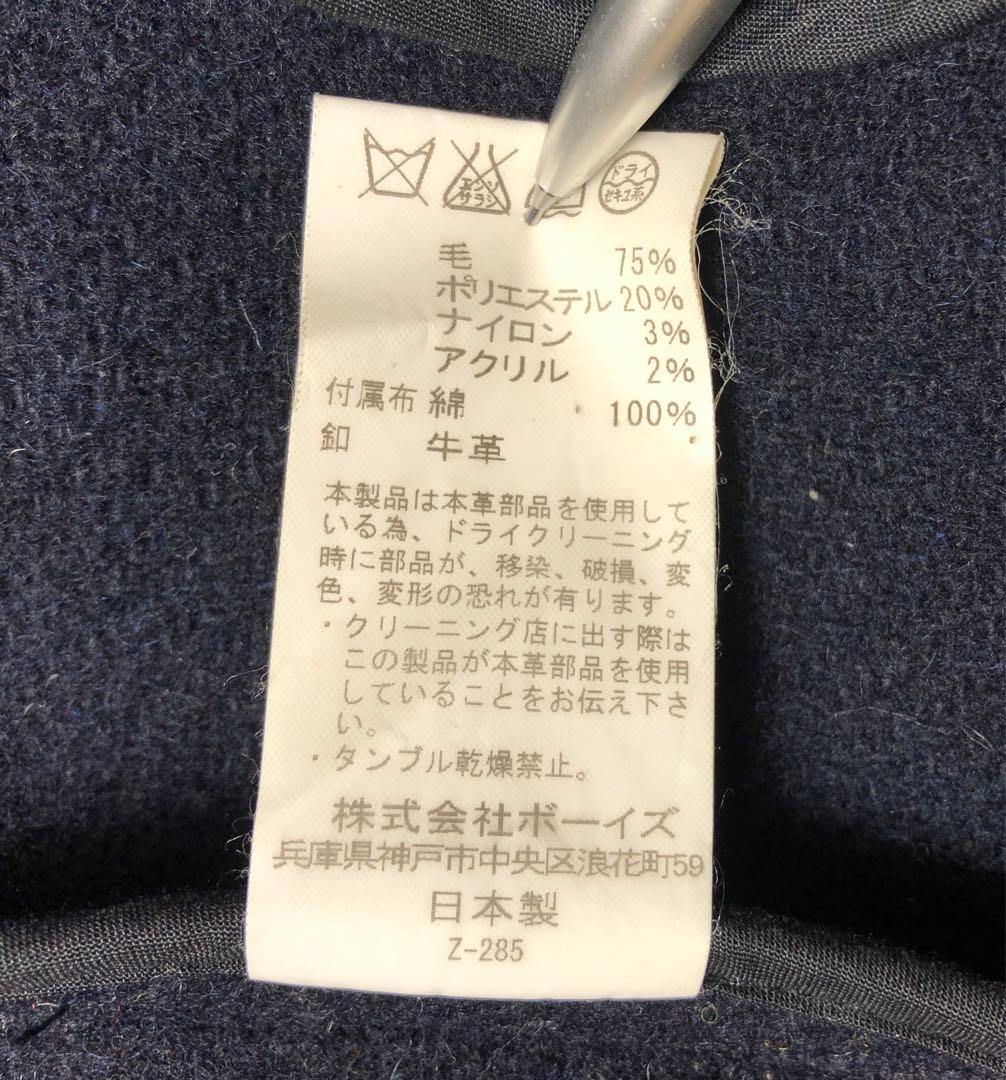 エンソ
サラシ
ドライ
セキユ系
毛 75%
ポリエステル 20%
ナイロン 3%
アクリル 2%
付属布 綿 100%
釦 牛革
本製品は本革部品を使用して
いる為、ドライクリーニング
時に部品が、移染、破損、変
色、変形の恐れが有ります。
・クリーニング店に出す際は
この製品が本革部品を使用
していることをお伝え下さ
い。
・タンブル乾燥禁止。
株式会社ボーイズ
兵庫県神戸市中央区浪花町59
日本製
Z-285